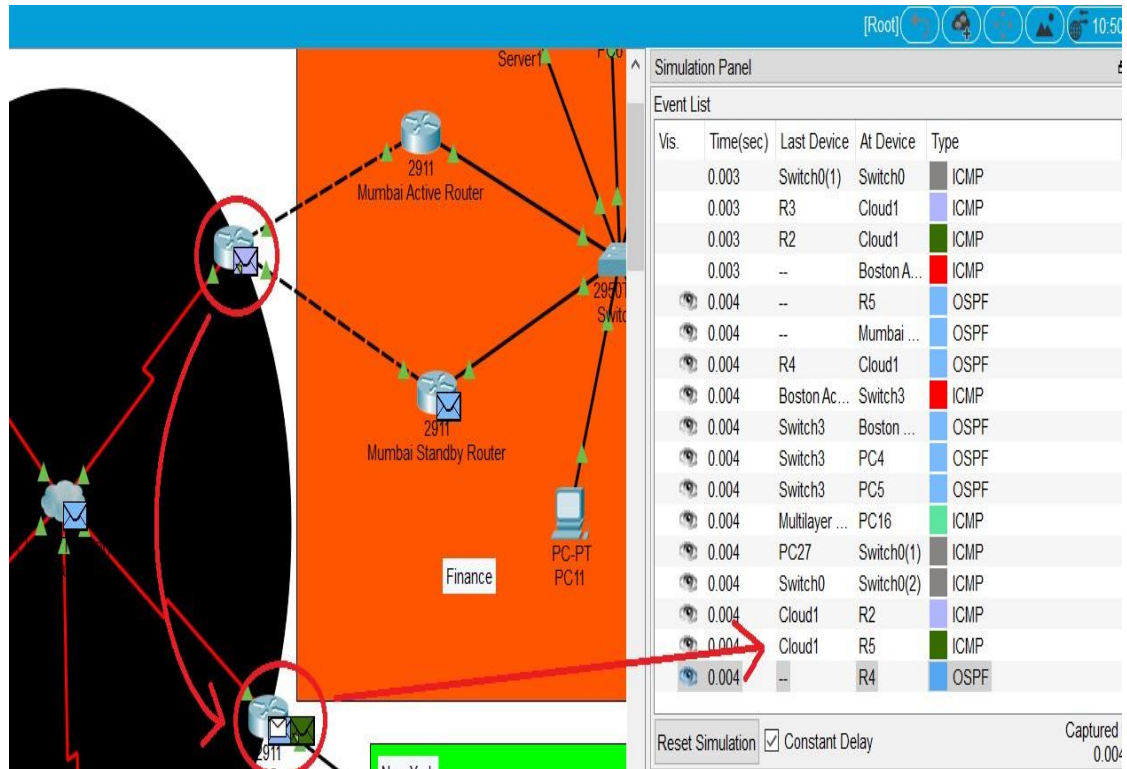 [Root]
10:50
Server1
2911
Mumbai Active Router
2911
Mumbai Standby Router
PC-PT
PC11
Finance
2911
Simulation Panel
Event List
Vis. Time(sec) Last Device At Device Type
0.003 Switch0(1) Switch0 ICMP
0.003 R3 Cloud1 ICMP
0.003 R2 Cloud1 ICMP
0.003 -- Boston A... ICMP
0.004 -- R5 OSPF
0.004 -- Mumbai ... OSPF
0.004 R4 Cloud1 OSPF
0.004 Boston Ac... Switch3 ICMP
0.004 Switch3 Boston ... OSPF
0.004 Switch3 PC4 OSPF
0.004 Switch3 PC5 OSPF
0.004 Multilayer ... PC16 ICMP
0.004 PC27 Switch0(1) ICMP
0.004 Switch0 Switch0(2) ICMP
0.004 Cloud1 R2 ICMP
0.004 Cloud1 R5 ICMP
0.004 -- R4 OSPF
Reset Simulation Constant Delay
Captured
0.004